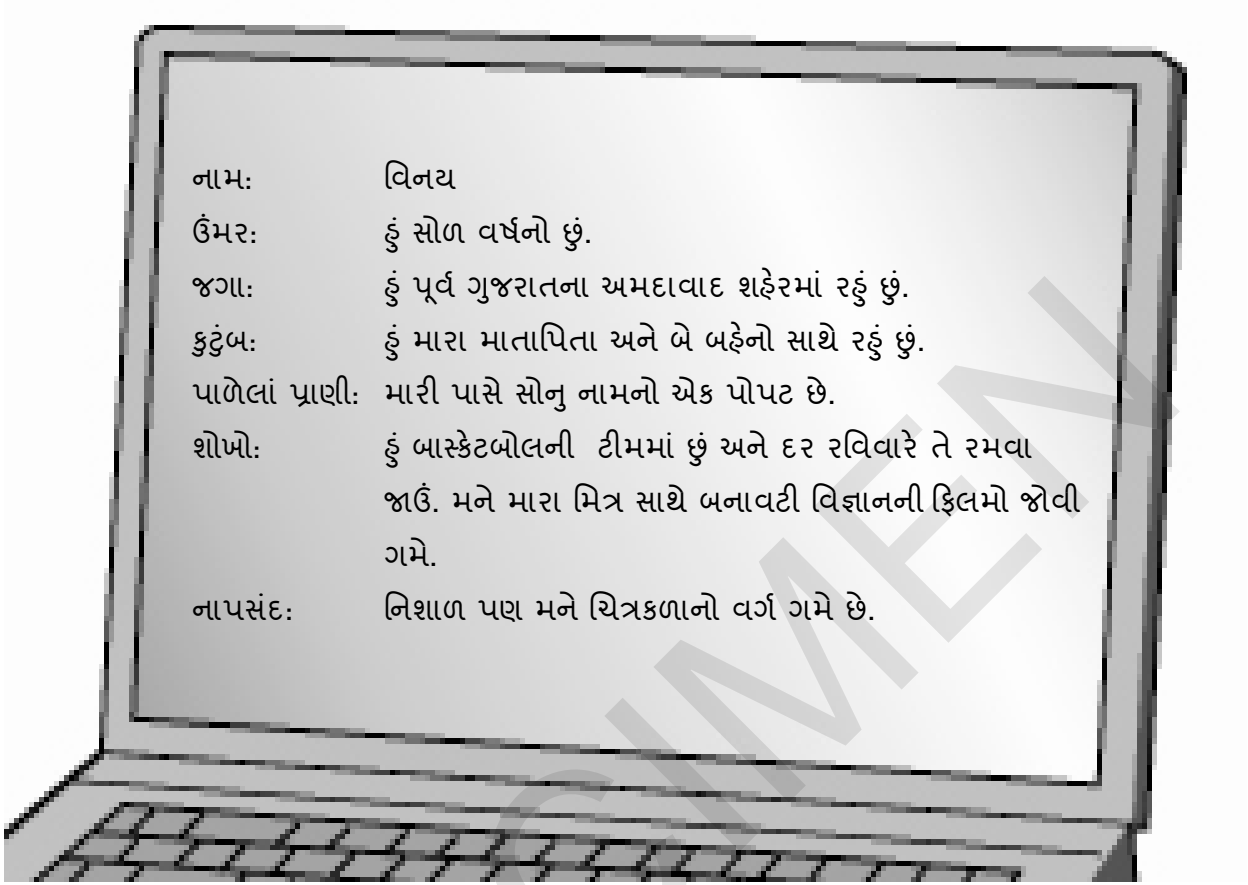 નામ: વિનય
ઉંમર: હું સોળ વર્ષનો છું.
જગા: હું પૂર્વ ગુજરાતના અમદાવાદ શહેરમાં રહું છું.
કુટુંબ: હું મારા માતાપિતા અને બે બહેનો સાથે રહું છું.
પાળેલાં પ્રાણી: મારી પાસે સોનુ નામનો એક પોપટ છે.
શોખો: હું બાસ્કેટબોલની ટીમમાં છું અને દર રવિવારે તે રમવા
જાઉં. મને મારા મિત્ર સાથે બનાવટી વિજ્ઞાનની ફિલમો જોવી
ગમે.
નાપસંદ: નિશાળ પણ મને ચિત્રકળાનો વર્ગ ગમે છે.
CIMEN